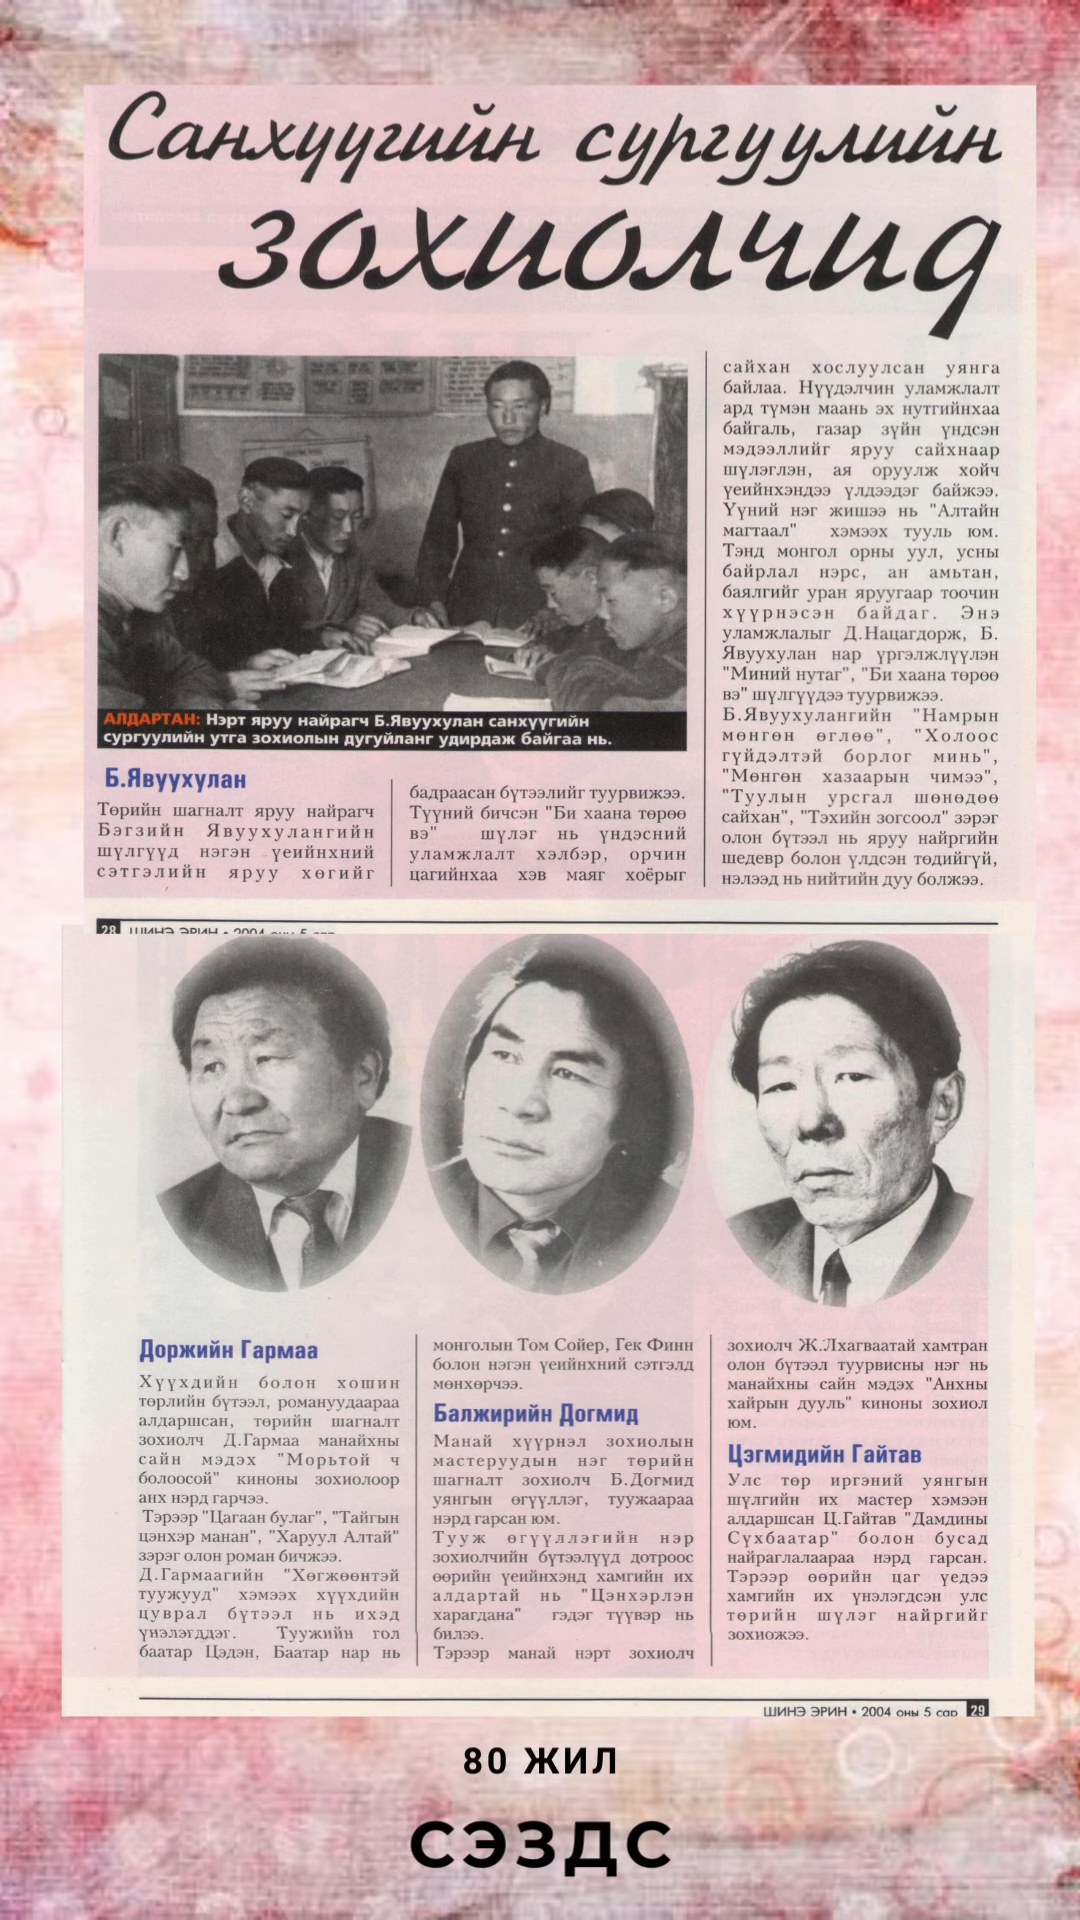 Санхүүгийн сургуулийн
зохиолчид
АЛДАРТАН: Нэрт яруу найрагч Б.Явуухулан санхүүгийн
сургуулийн утга зохиолын дугуйланг удирдаж байгаа нь.
Б.Явуухулан
Төрийн шагналт яруу найрагч
Бэгзийн Явуухулангийн
шүлгүүд нэгэн үеийнхний
сэтгэлийн яруу хөгийг
бадраасан бүтээлийг туурвижээ.
Түүний бичсэн "Би хаана төрөө
вэ" шүлэг нь үндэсний
уламжлалт хэлбэр, орчин
цагийнхаа хэв маяг хоёрыг
сайхан хослуулсан уянга
байлаа. Нүүдэлчин уламжлалт
ард түмэн маань эх нутгийнхаа
байгаль, газар зүйн үндсэн
мэдээллийг яруу сайхнаар
шүлэглэн, ая оруулж хойч
үеийнхэндээ үлдээдэг байжээ.
Үүний нэг жишээ нь "Алтайн
магтаал" хэмээх тууль юм.
Тэнд монгол орны уул, усны
байрлал нэрс, ан амьтан,
баялгийг уран яруугаар тоочин
хүүрнэсэн байдаг. Энэ
уламжлалыг Д.Нацагдорж, Б.
Явуухулан нар үргэлжлүүлэн
"Миний нутаг", "Би хаана төрөө
вэ" шүлгүүдээ туурвижээ.
Б.Явуухулангийн "Намрын
мөнгөн өглөө", "Холоос
гүйдэлтэй борлог минь",
"Мөнгөн хазаарын чимээ",
"Туулын урсгал шөнөдөө
сайхан", "Тэхийн зогсоол" зэрэг
олон бүтээл нь яруу найргийн
шедевр болон үлдсэн төдийгүй,
нэлээд нь нийтийн дуу болжээ.
28 ШИНЭ ЭРИН • 2004 оны 5 сар
Доржийн Гармаа
Хүүхдийн болон хошин
төрлийн бүтээл, романуудаараа
алдаршсан, төрийн шагналт
зохиолч Д.Гармаа манайхны
сайн мэдэх "Морьтой ч
болоосой" киноны зохиолоор
анх нэрд гарчээ.
Тэрээр "Цагаан булаг", "Тайгын
цэнхэр манан", "Харуул Алтай"
зэрэг олон роман бичжээ.
Д.Гармаагийн "Хөгжөөнтэй
туужууд" хэмээх хүүхдийн
цуврал бүтээл нь ихэд
үнэлэгддэг. Туужийн гол
баатар Цэдэн, Баатар нар нь
монголын Том Сойер, Гек Финн
болон нэгэн үеийнхний сэтгэлд
мөнхөрчээ.
Балжирийн Догмид
Манай хүүрнэл зохиолын
мастеруудын нэг төрийн
шагналт зохиолч Б.Догмид
уянгын өгүүллэг, туужаараа
нэрд гарсан юм.
Тууж өгүүллэгийн нэр
зохиолчийн бүтээлүүд дотроос
өөрийн үеийнхэнд хамгийн их
алдартай нь "Цэнхэрлэн
харагдана" гэдэг түүвэр нь
билээ.
Тэрээр манай нэрт зохиолч
зохиолч Ж.Лхагваатай хамтран
олон бүтээл туурвисны нэг нь
манайхны сайн мэдэх "Анхны
хайрын дууль" киноны зохиол
юм.
Цэгмидийн Гайтав
Улс төр иргэний уянгын
шүлгийн их мастер хэмээн
алдаршсан Ц.Гайтав "Дамдины
Сүхбаатар" болон бусад
найраглалаараа нэрд гарсан.
Тэрээр өөрийн цаг үедээ
хамгийн их үнэлэгдсэн улс
төрийн шүлэг найргийг
зохиожээ.
ШИНЭ ЭРИН • 2004 оны 5 сар 29
80 ЖИЛ
СЭЗДС